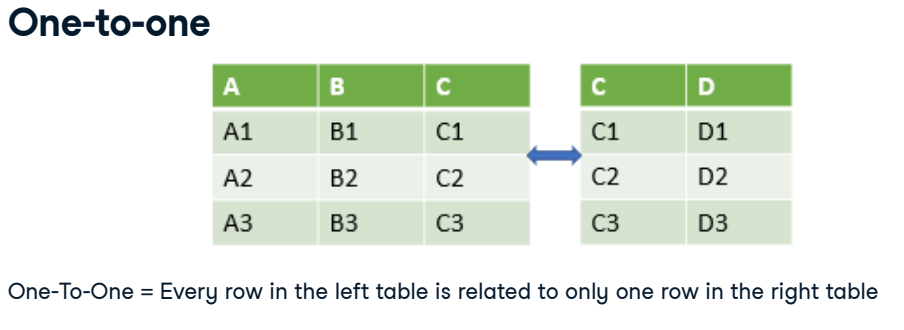 One-to-one
A B C C D
A1 B1 C1 C1 D1
A2 B2 C2 C2 D2
A3 B3 C3 C3 D3
One-To-One = Every row in the left table is related to only one row in the right table